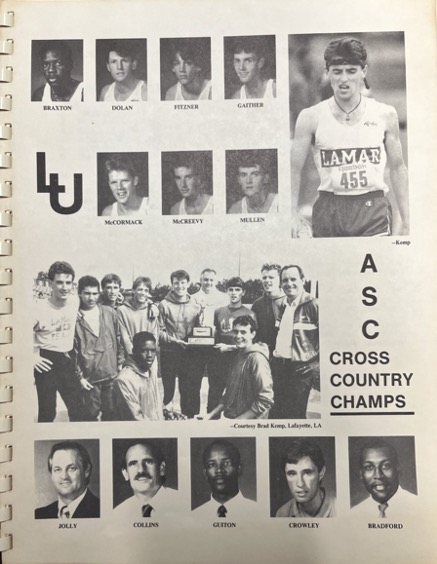 BRAXTON
DOLAN
FITZNER
GAITHER
LAMAR
455
LU
McCORMACK
McCREEVY
MULLEN
--Kemp
A
S
C
CROSS
COUNTRY
CHAMPS
--Courtesy Brad Kemp, Lafayette, LA
JOLLY
COLLINS
GUITON
CROWLEY
BRADFORD